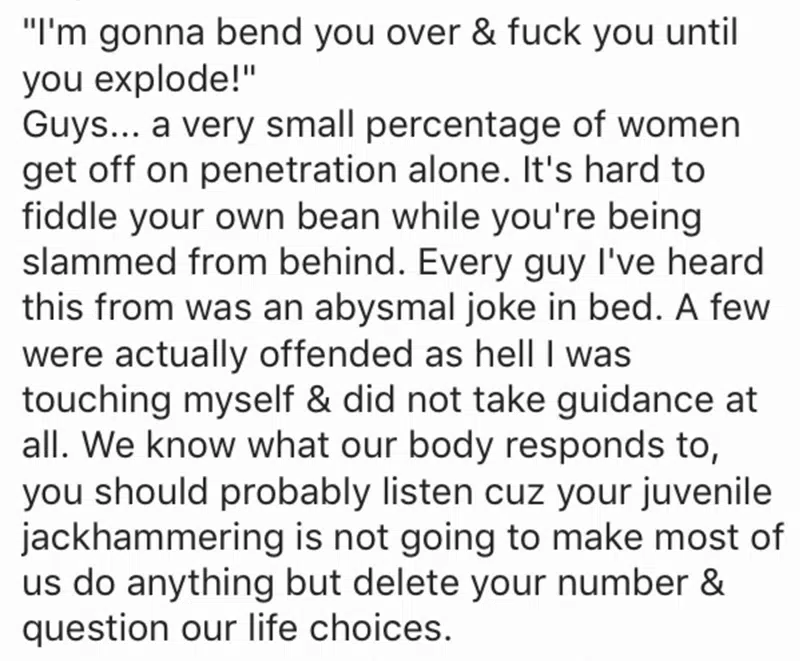 "I'm gonna bend you over & fuck you until
you explode!"
Guys... a very small percentage of women
get off on penetration alone. It's hard to
fiddle your own bean while you're being
slammed from behind. Every guy I've heard
this from was an abysmal joke in bed. A few
were actually offended as hell I was
touching myself & did not take guidance at
all. We know what our body responds to,
you should probably listen cuz your juvenile
jackhammering is not going to make most of
us do anything but delete your number &
question our life choices.